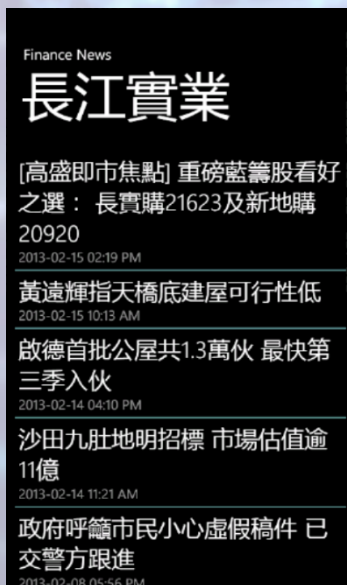 Finance News
長江實業
[高盛即市焦點] 重磅藍籌股看好
之選： 長實購21623及新地購
20920
2013-02-15 02:19 PM
黃遠輝指天橋底建屋可行性低
2013-02-15 10:13 AM
啟德首批公屋共1.3萬伙 最快第
三季入伙
2013-02-14 04:10 PM
沙田九肚地明招標 市場估值逾
11億
2013-02-14 11:21 AM
政府呼籲市民小心虛假稿件 已
交警方跟進
2013-02-08 05:56 PM